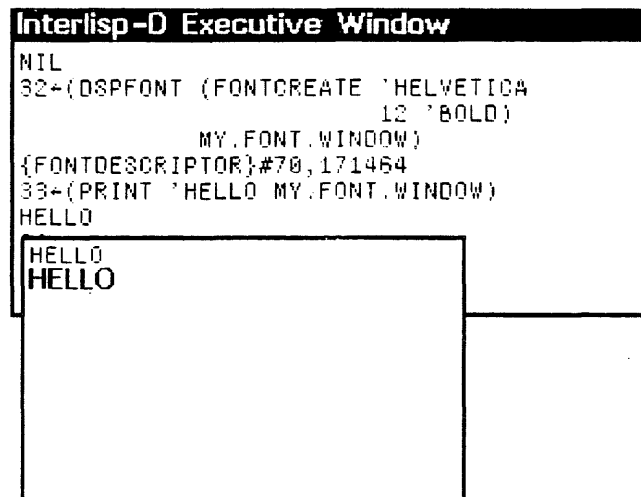 Interlisp-D Executive Window
NIL
32←(DSPFONT (FONTCREATE 'HELVETICA
12 'BOLD)
MY.FONT.WINDOW)
{FONTDESCRIPTOR}#70,171464
33←(PRINT 'HELLO MY.FONT.WINDOW)
HELLO
HELLO
HELLO